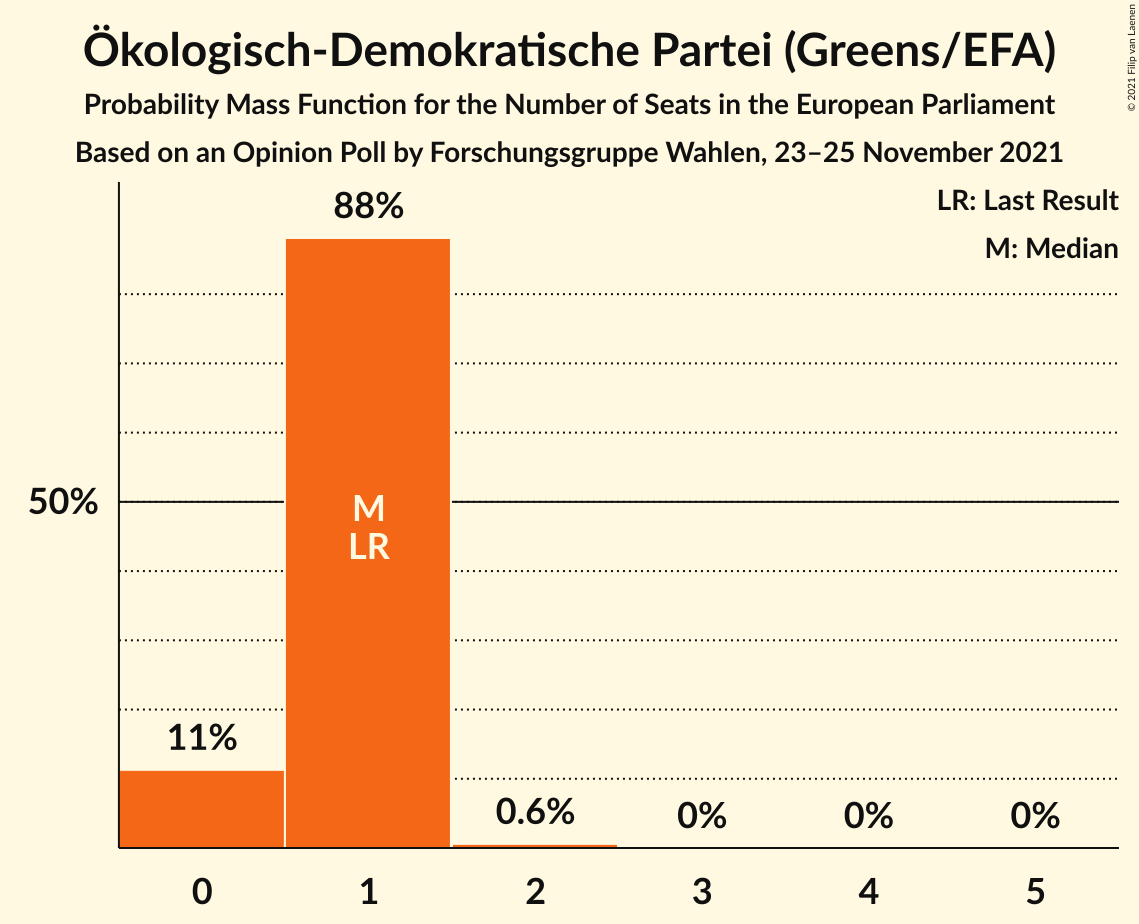 Ökologisch-Demokratische Partei (Greens/EFA)
Probability Mass Function for the Number of Seats in the European Parliament
Based on an Opinion Poll by Forschungsgruppe Wahlen, 23–25 November 2021
© 2021 Filip van Laenen
LR: Last Result
M: Median
88%
50%
M
LR
11%
0.6%
0%
0%
0%
0
1
2
3
4
5